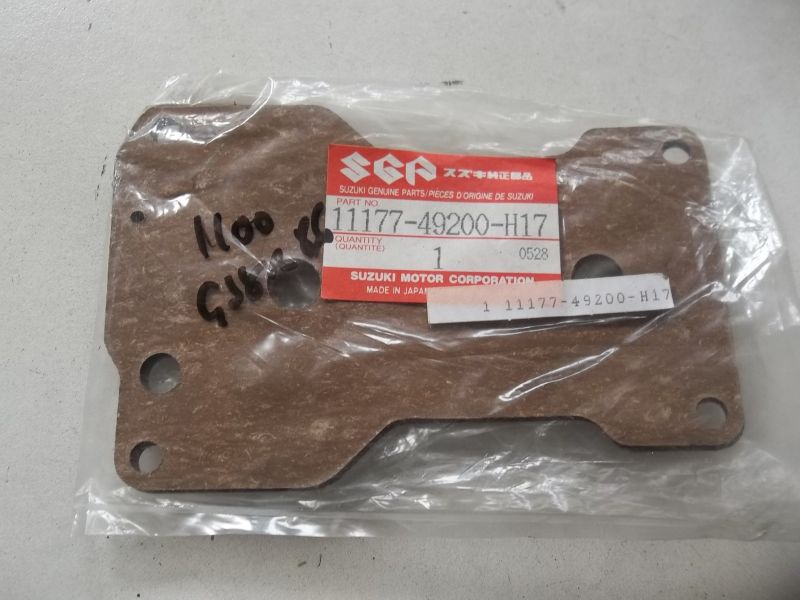 SGP スズキ純正部品
SUZUKI GENUINE PARTS/PIÈCES D'ORIGINE DE SUZUKI
PART NO.
11177-49200-H17
QUANTITY
(QUANTITE)
1
0528
SUZUKI MOTOR CORPORATION
MADE IN JAPAN
1 11177-49200-H17
1100